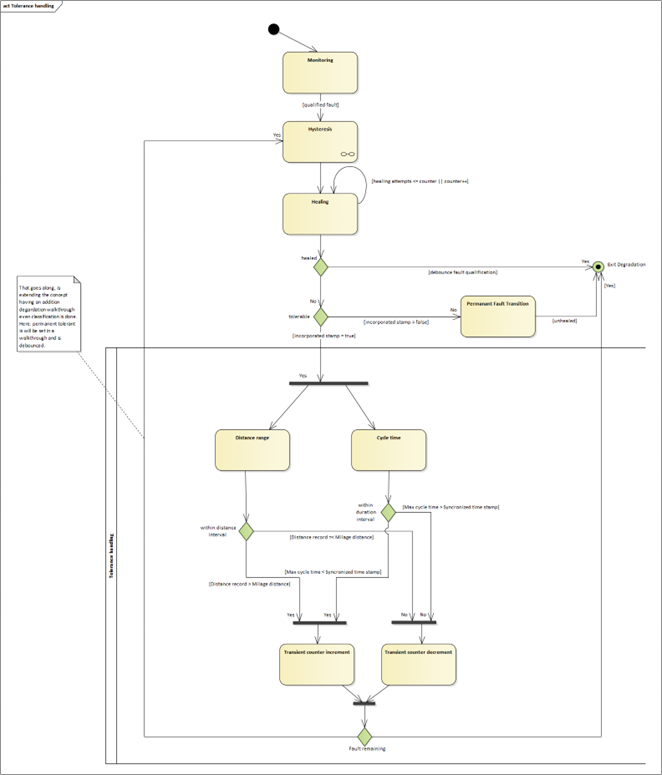 act Tolerance handling
Monitoring
[qualified fault]
Yes
Hysteresis
[healing attempts <= counter || counter++]
Healing
healed
Yes
Exit Degradation
[debounce fault qualification]
[Yes]
That goes along, is
extending the concept
having an addition
degardation walkthrough
even classification is done
Here: permanent tolerant
is will be set in a
walkthrough and is
debounced.
No
Permanent Fault Transition
No
tolerable
[incorporated stamp = false]
(unhealed)
[incorporated stamp = true]
Yes
Distance range
Cycle time
within
duration
interval
[Max cycle time > Syncronized time stamp]
within distance
interval
[Distance record >= Milage distance]
Tolerance handling
[Max cycle time < Syncronized time stamp]
[Distance record > Milage distance]
Yes
Yes
No
No
Transient counter increment
Transient counter decrement
Fault remaining